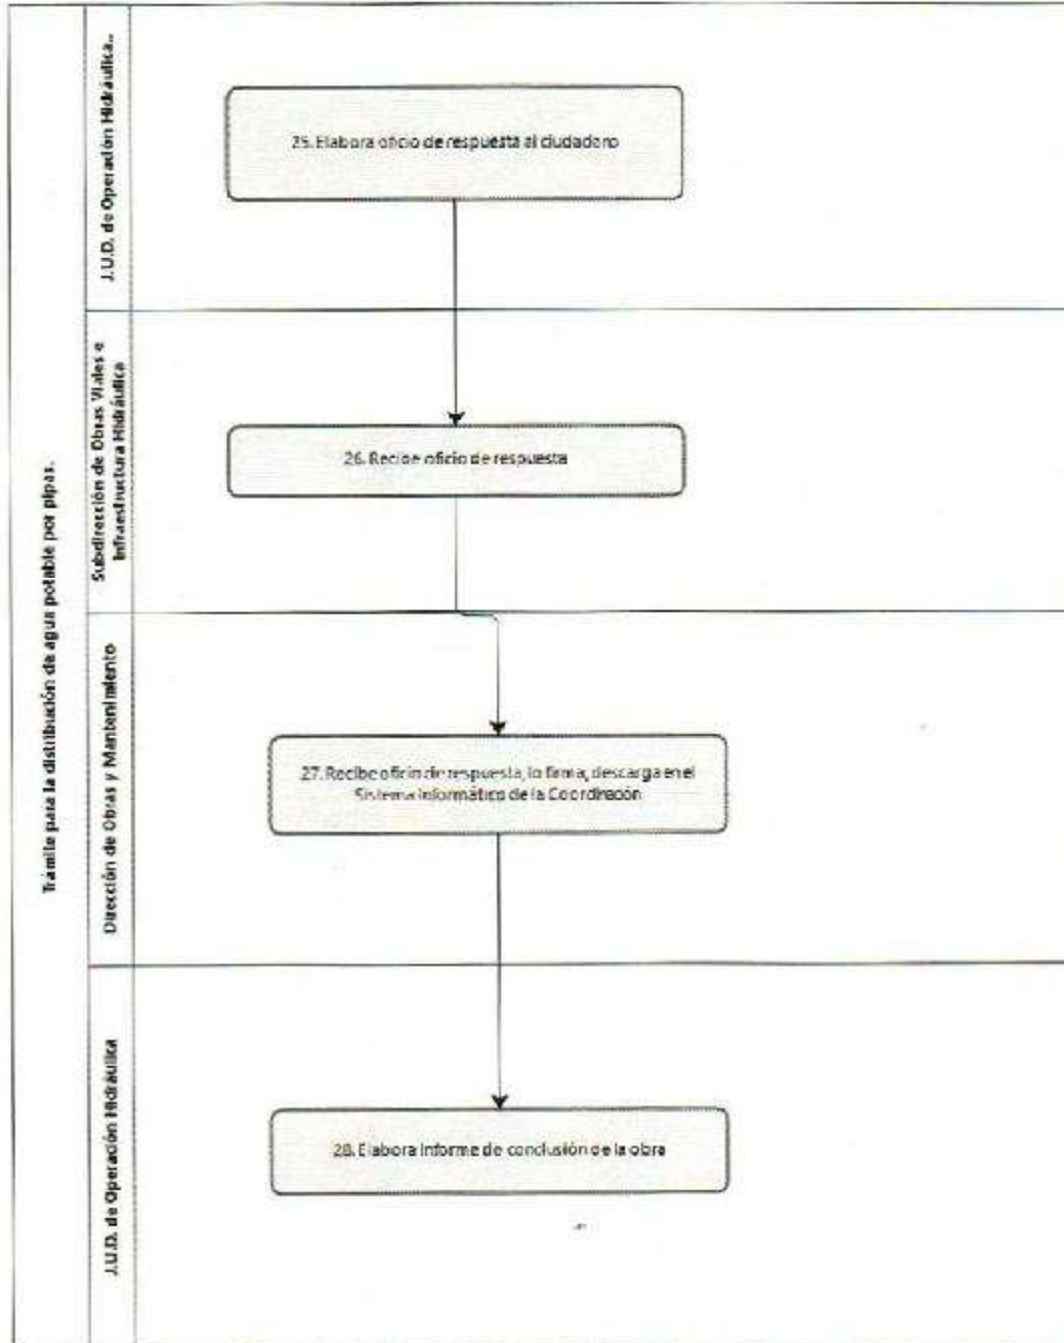 Trámite para la distribución de agua potable por pipas.
J.U.D. de Operación Hidráulica..
25. Elabora oficio de respuesta al ciudadano
Subdirección de Obras Viales e
Infraestructura Hidráulica
26. Recibe oficio de respuesta
Dirección de Obras y Mantenimiento
27. Recibe oficio de respuesta, lo firma, descarga en el
Sistema Informático de la Coordinación
J.U.D. de Operación Hidráulica
28. Elabora informe de conclusión de la obra